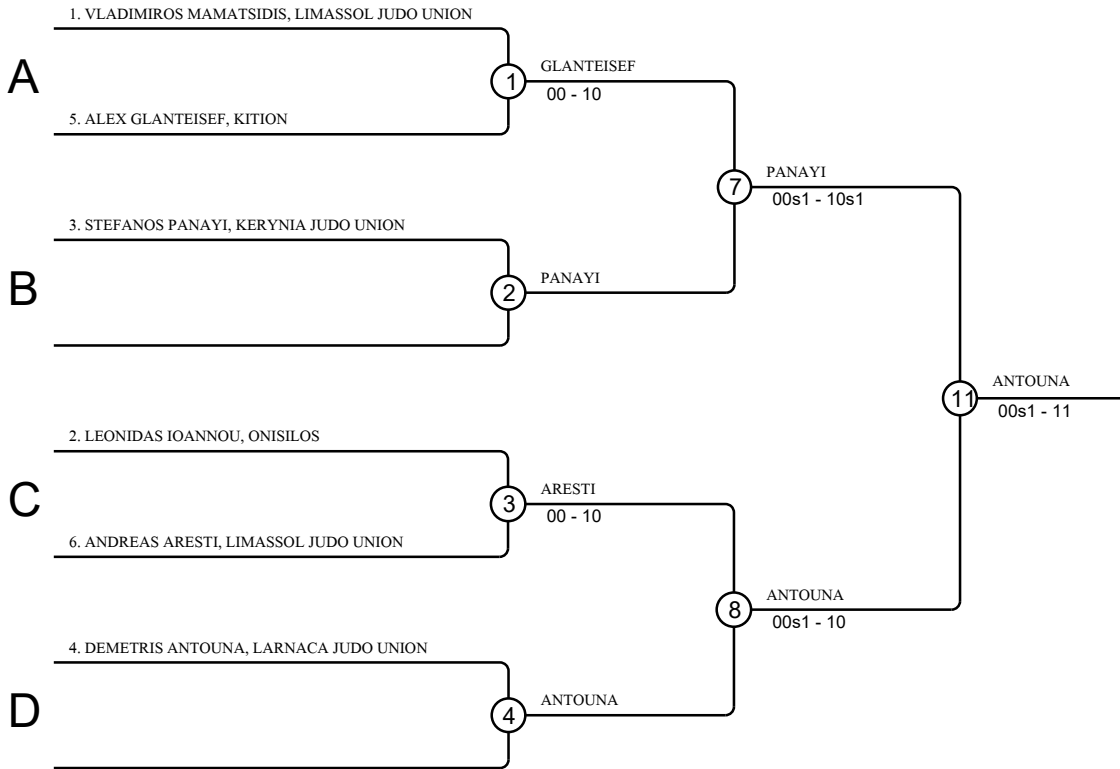 1. VLADIMIROS MAMATSIDIS, LIMASSOL JUDO UNION
A
1
GLANTEISEF
00 - 10
5. ALEX GLANTEISEF, KITION
7
PANAYI
00s1 - 10s1
3. STEFANOS PANAYI, KERYNIA JUDO UNION
B
2
PANAYI
11
ANTOUNA
00s1 - 11
2. LEONIDAS IOANNOU, ONISILOS
C
3
ARESTI
00 - 10
6. ANDREAS ARESTI, LIMASSOL JUDO UNION
8
ANTOUNA
00s1 - 10
4. DEMETRIS ANTOUNA, LARNACA JUDO UNION
D
4
ANTOUNA